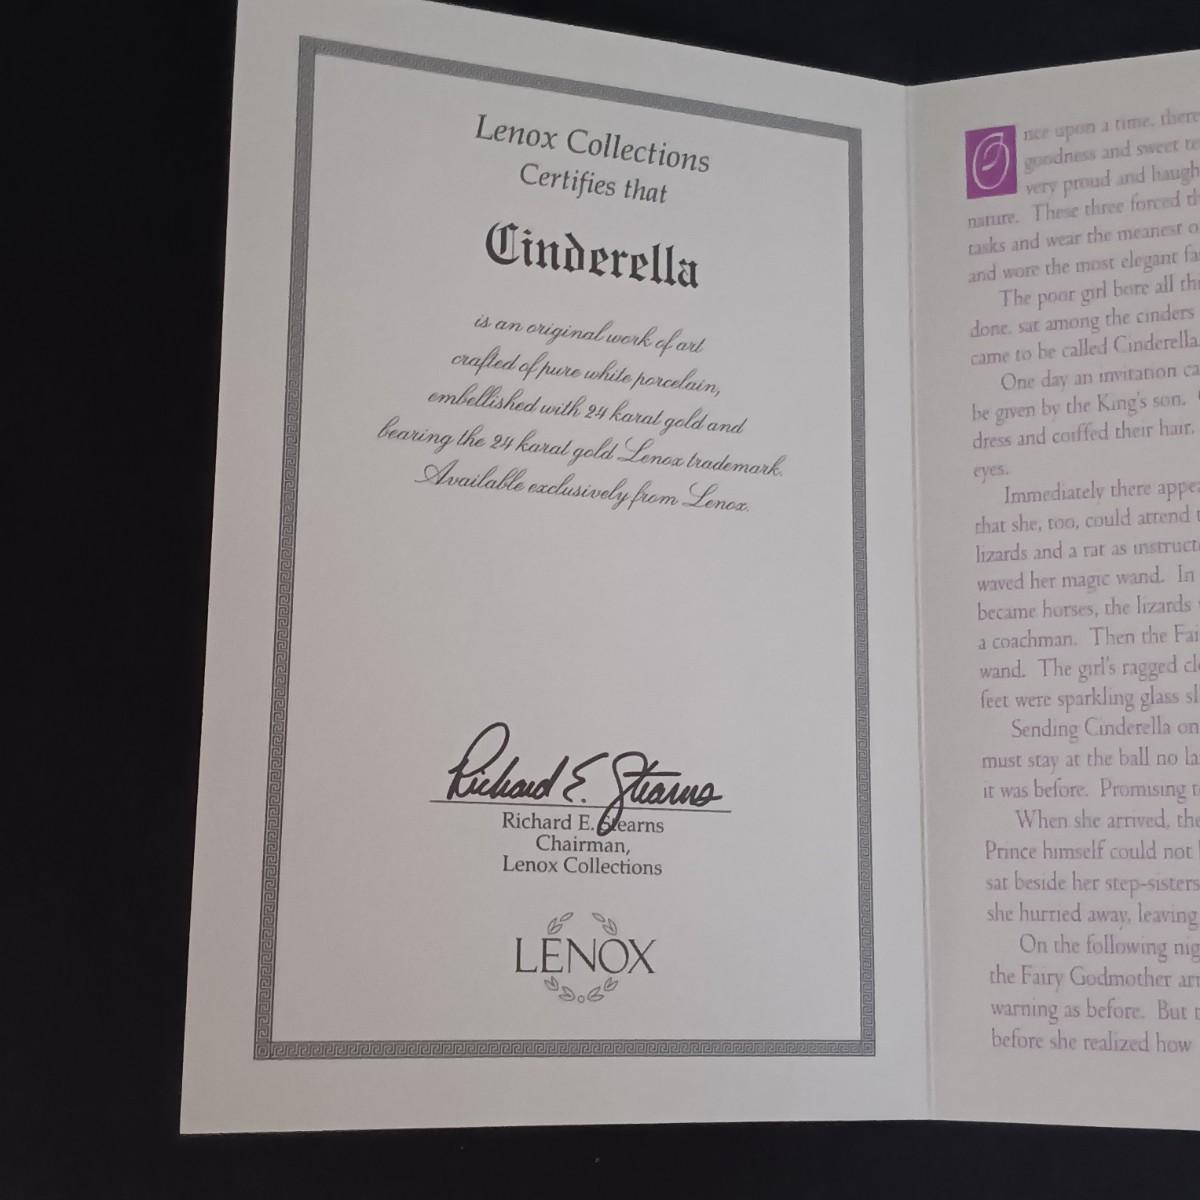 Lenox Collections
Certifies that
Cinderella
is an original work of art
crafted of pure white porcelain,
embellished with 24 karat gold and
bearing the 24 karat gold Lenox trademark.
Available exclusively from Lenox.
Richard E. Stearns
Richard E. Stearns
Chairman,
Lenox Collections
LENOX
Once upon a time, there
goodness and sweet te
very proud and haugh
nature. These three forced th
tasks and wear the meanest o
and wore the most elegant fa
The poor girl bore all thi
done, sat among the cinders
came to be called Cinderella.
One day an invitation ca
be given by the King's son.
dress and coiffed their hair.
eyes.
Immediately there appea
that she, too, could attend t
lizards and a rat as instructe
waved her magic wand. In
became horses, the lizards
a coachman. Then the Fai
wand. The girl's ragged clo
feet were sparkling glass sl
Sending Cinderella on
must stay at the ball no la
it was before. Promising t
When she arrived, the
Prince himself could not
sat beside her step-sisters
she hurried away, leaving
On the following nig
the Fairy Godmother arr
warning as before. But t
before she realized how